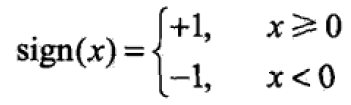 sign(x) = { +1, x ⩾ 0
−1, x < 0